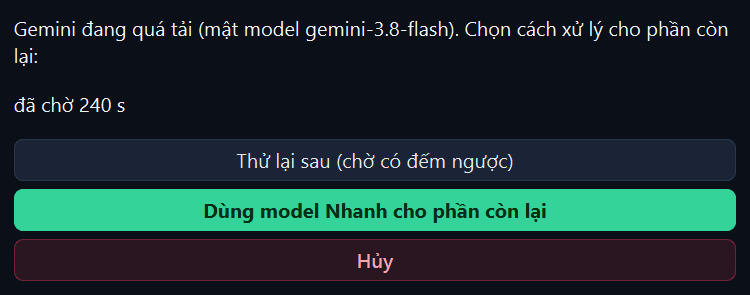 Gemini đang quá tải (mật model gemini-3.8-flash). Chọn cách xử lý cho phần còn
lại:
đã chờ 240 s
Thử lại sau (chờ có đếm ngược)
Dùng model Nhanh cho phần còn lại
Hủy